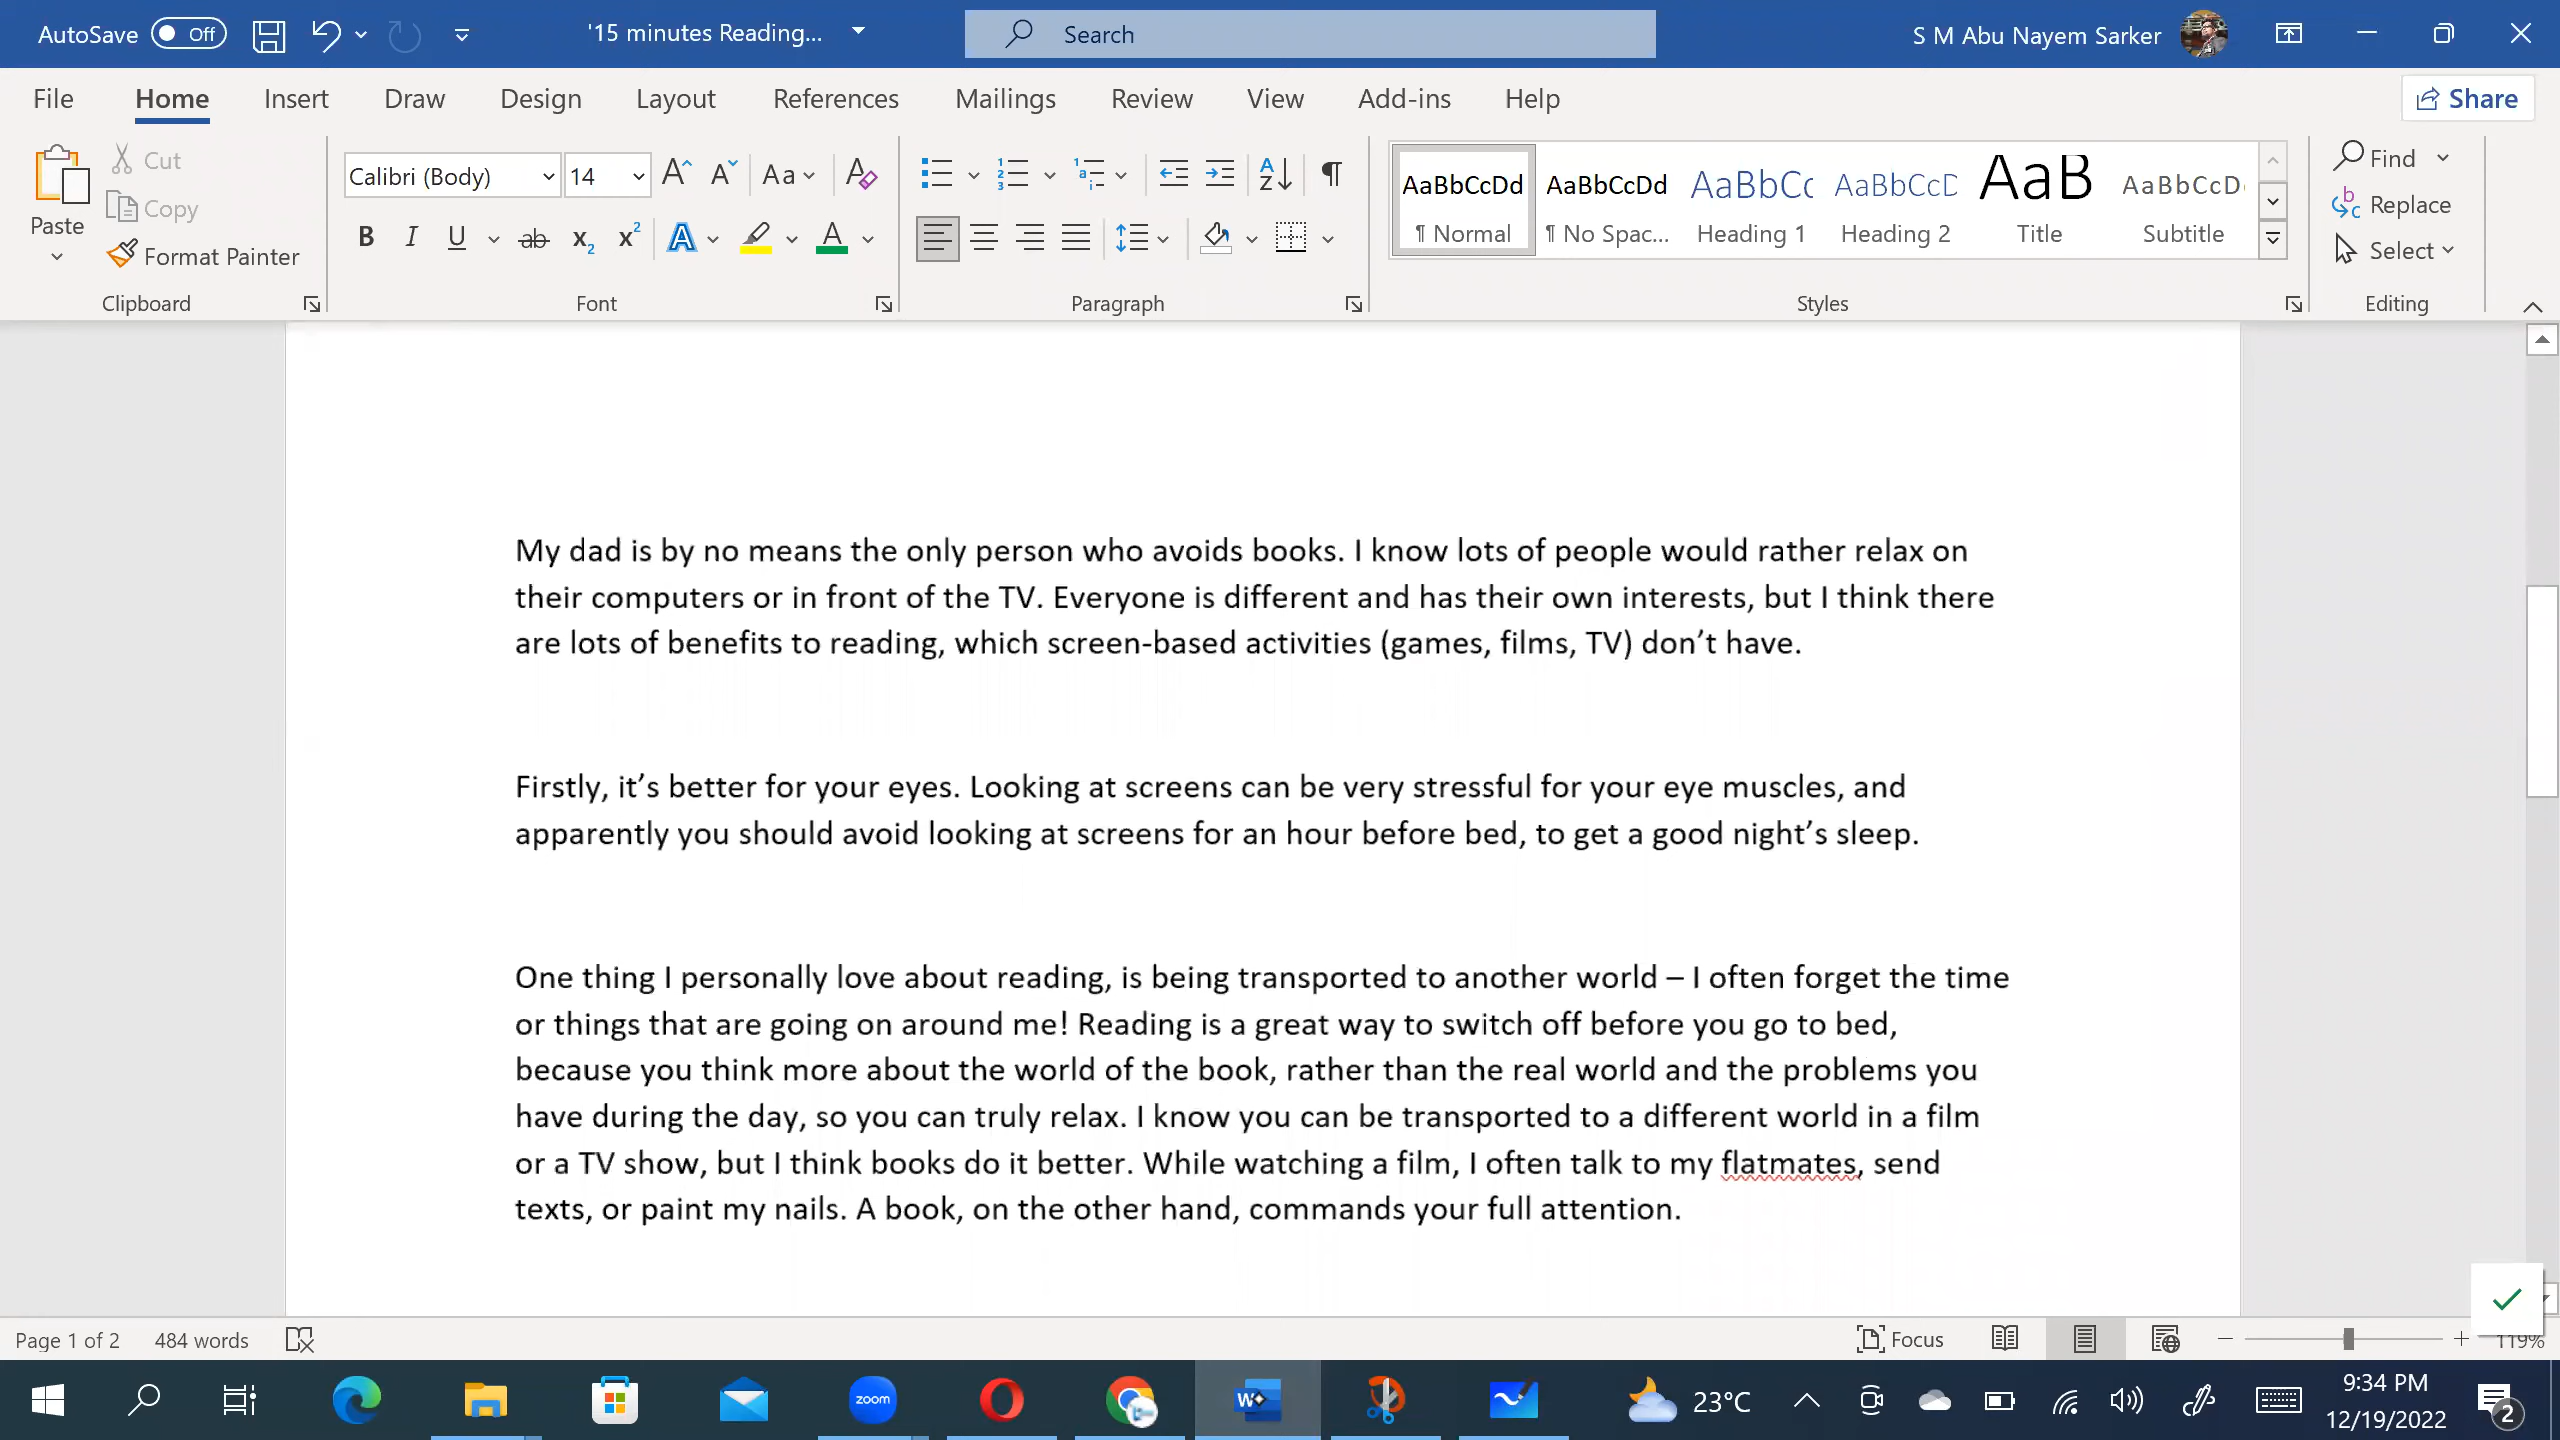 AutoSave Off '15 minutes Reading... Search S M Abu Nayem Sarker
File Home Insert Draw Design Layout References Mailings Review View Add-ins Help Share
Paste Cut Copy Format Painter Clipboard
Calibri (Body) 14 Font
Paragraph
AaBbCcDd AaBbCcDd AaBbCc AaBbCcD AaB AaBbCcD
¶ Normal ¶ No Spac... Heading 1 Heading 2 Title Subtitle
Styles
Find
Replace
Select
Editing
My dad is by no means the only person who avoids books. I know lots of people would rather relax on
their computers or in front of the TV. Everyone is different and has their own interests, but I think there
are lots of benefits to reading, which screen-based activities (games, films, TV) don’t have.
Firstly, it’s better for your eyes. Looking at screens can be very stressful for your eye muscles, and
apparently you should avoid looking at screens for an hour before bed, to get a good night’s sleep.
One thing I personally love about reading, is being transported to another world – I often forget the time
or things that are going on around me! Reading is a great way to switch off before you go to bed,
because you think more about the world of the book, rather than the real world and the problems you
have during the day, so you can truly relax. I know you can be transported to a different world in a film
or a TV show, but I think books do it better. While watching a film, I often talk to my flatmates, send
texts, or paint my nails. A book, on the other hand, commands your full attention.
Page 1 of 2 484 words Focus 119%
zoom 23°C 9:34 PM
12/19/2022 2